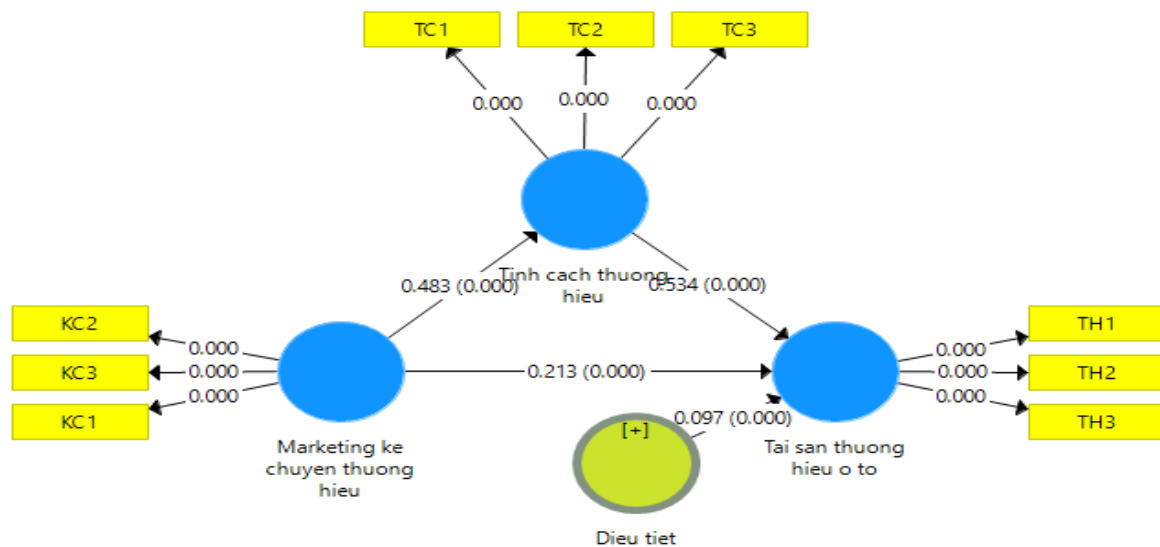 TC1
TC2
TC3
0.000
0.000
0.000
Tinh cach thuong
hieu
0.483 (0.000)
0.534 (0.000)
KC2
KC3
KC1
0.000
0.000
0.000
Marketing ke
chuyen thuong
hieu
0.213 (0.000)
0.097 (0.000)
[+]
Dieu tiet
Tai san thuong
hieu o to
0.000
0.000
0.000
TH1
TH2
TH3